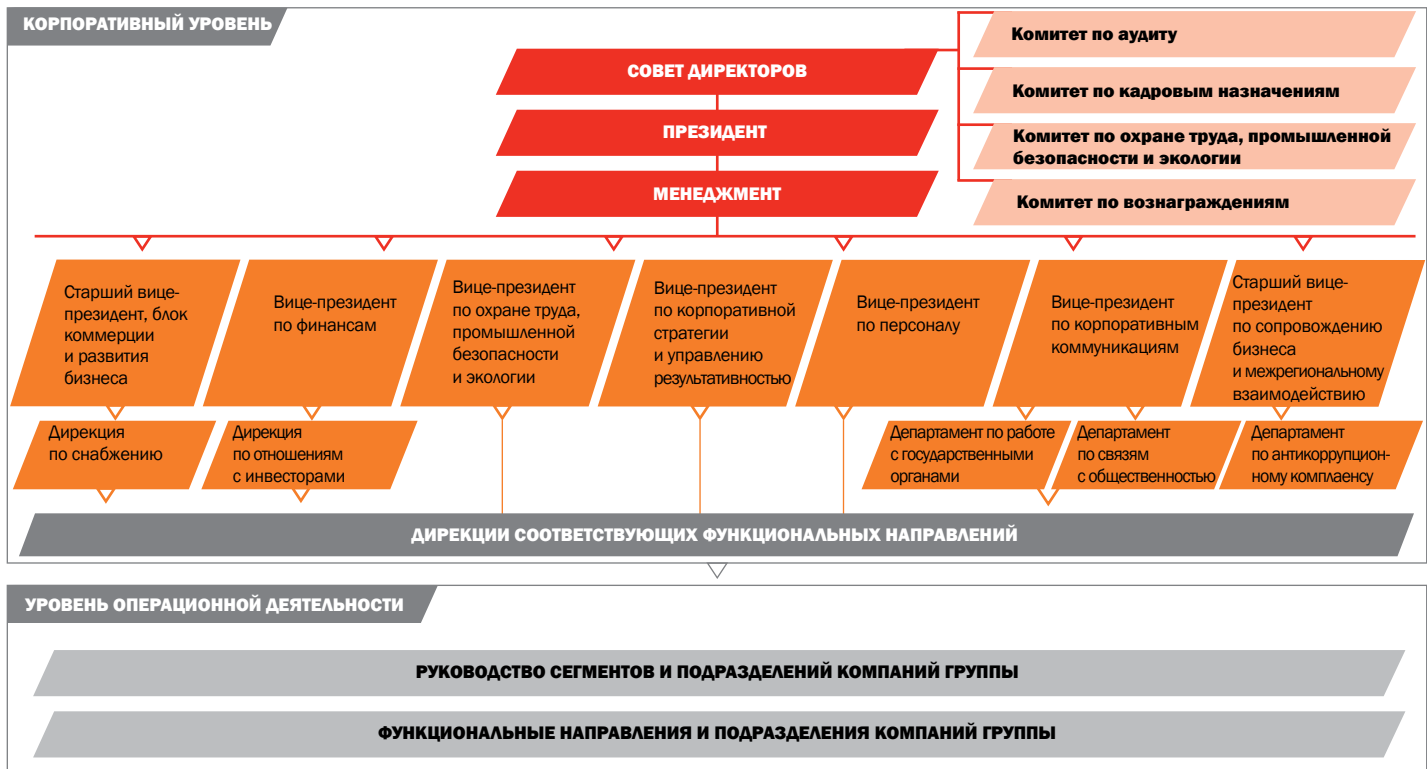 КОРПОРАТИВНЫЙ УРОВЕНЬ
СОВЕТ ДИРЕКТОРОВ
ПРЕЗИДЕНТ
МЕНЕДЖМЕНТ
Комитет по аудиту
Комитет по кадровым назначениям
Комитет по охране труда, промышленной
безопасности и экологии
Комитет по вознаграждениям
Старший вице-
президент, блок
коммерции
и развития
бизнеса
Вице-президент
по финансам
Вице-президент
по охране труда,
промышленной
безопасности
и экологии
Вице-президент
по корпоративной
стратегии
и управлению
результативностью
Вице-президент
по персоналу
Вице-президент
по корпоративным
коммуникациям
Старший вице-
президент
по сопровождению
бизнеса
и межрегиональному
взаимодействию
Дирекция
по снабжению
Дирекция
по отношениям
с инвесторами
Департамент по работе
с государственными
органами
Департамент
по связям
с общественностью
Департамент
по антикоррупцион-
ному комплаенсу
ДИРЕКЦИИ СООТВЕТСТВУЮЩИХ ФУНКЦИОНАЛЬНЫХ НАПРАВЛЕНИЙ
УРОВЕНЬ ОПЕРАЦИОННОЙ ДЕЯТЕЛЬНОСТИ
РУКОВОДСТВО СЕГМЕНТОВ И ПОДРАЗДЕЛЕНИЙ КОМПАНИЙ ГРУППЫ
ФУНКЦИОНАЛЬНЫЕ НАПРАВЛЕНИЯ И ПОДРАЗДЕЛЕНИЯ КОМПАНИЙ ГРУППЫ